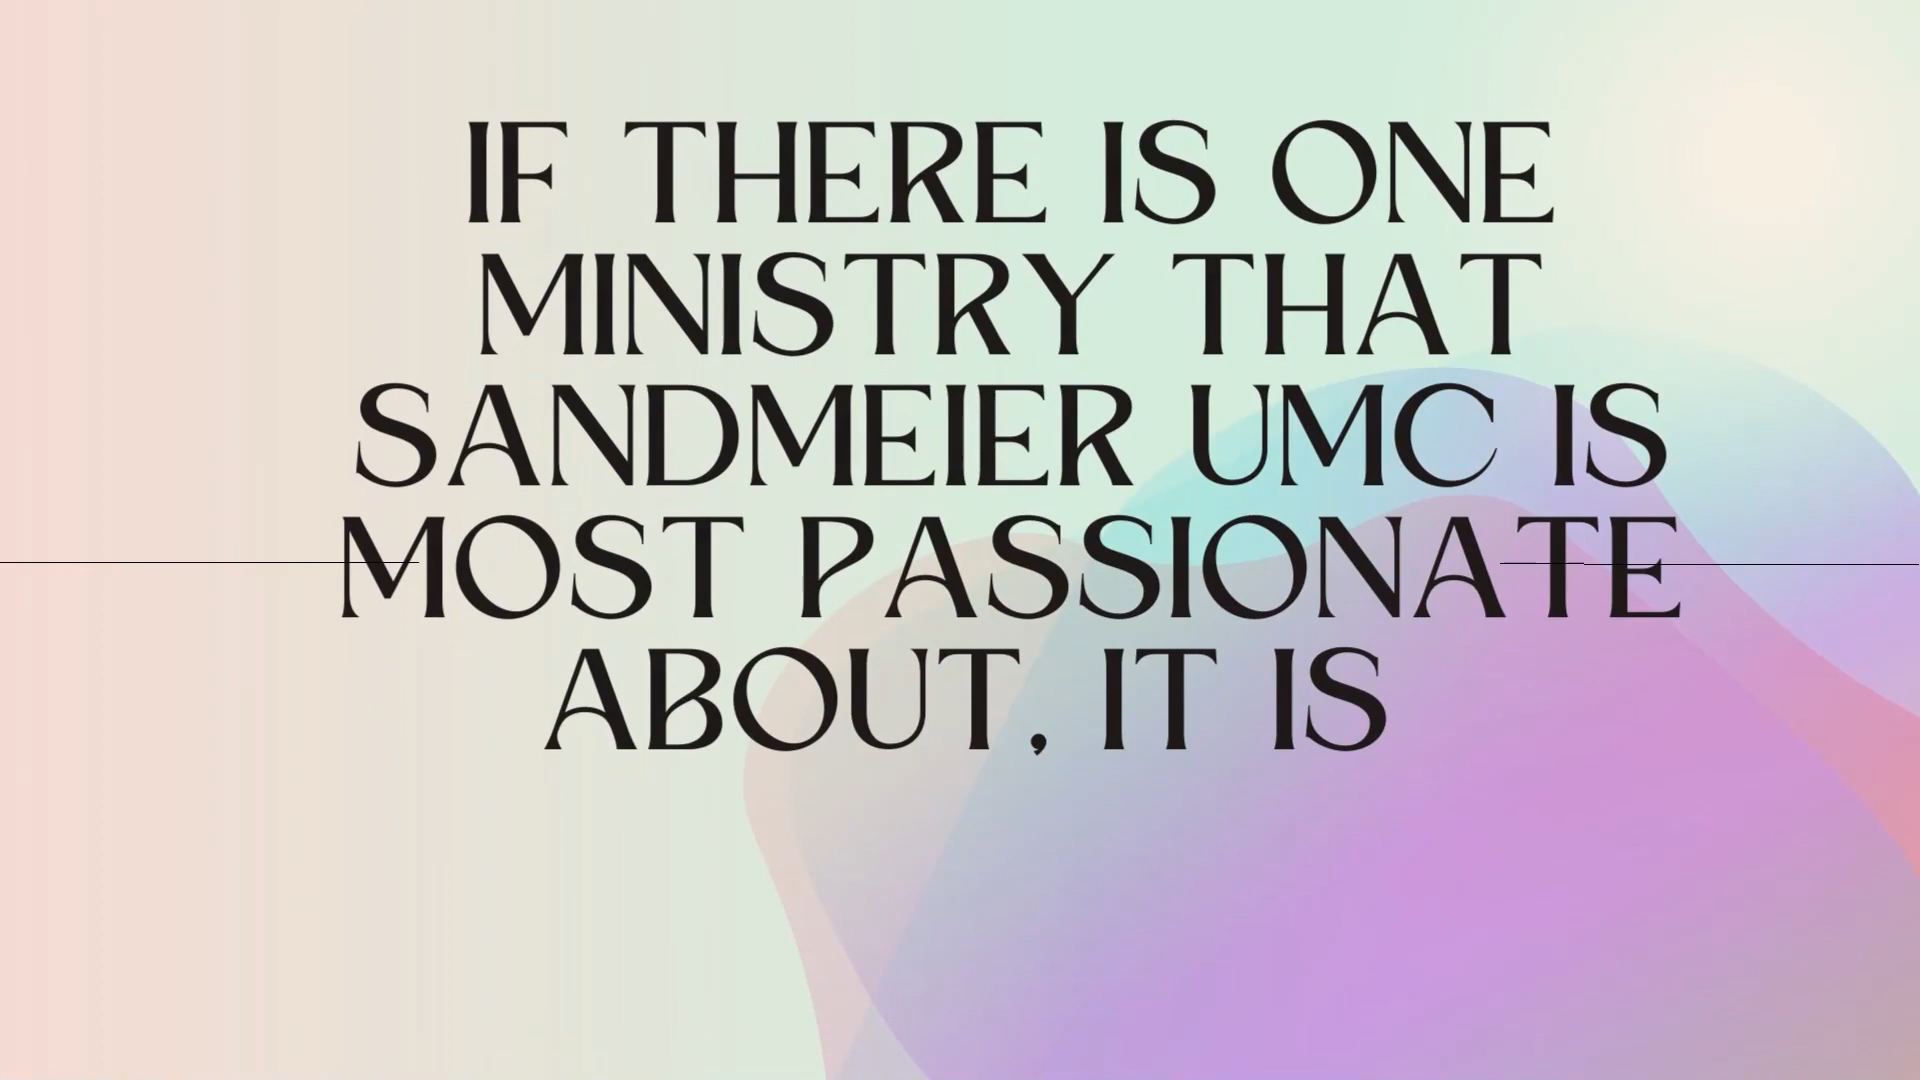 IF THERE IS ONE
MINISTRY THAT
SANDMEIER UMC IS
MOST PASSIONATE
ABOUT, IT IS